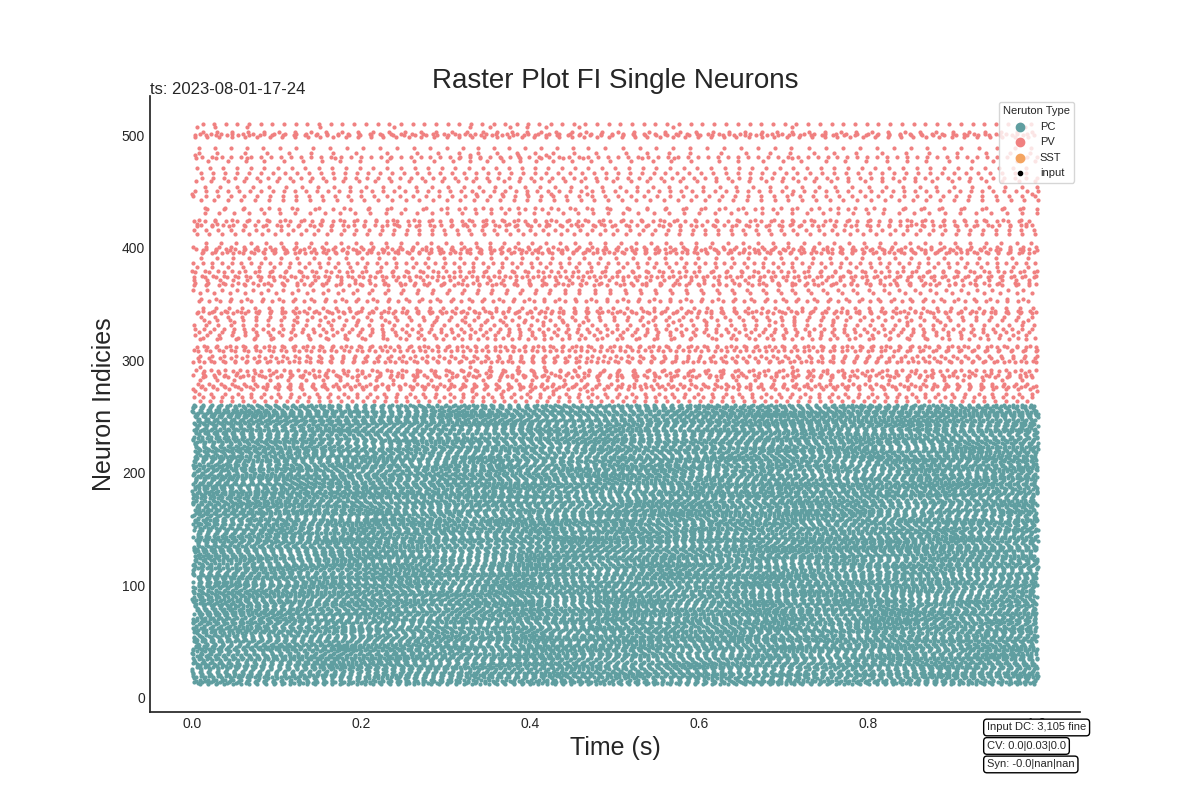 Raster Plot FI Single Neurons
ts: 2023-08-01-17-24
Neruton Type
PC
PV
SST
input
500
400
300
200
100
0
Neuron Indicies
0.0 0.2 0.4 0.6 0.8
Time (s)
Input DC: 3,105 fine
CV: 0.0|0.03|0.0
Syn: -0.0|nan|nan